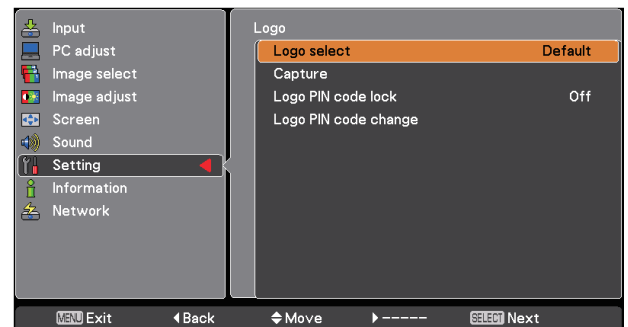 Input
PC adjust
Image select
Image adjust
Screen
Sound
Setting
Information
Network
Logo
Logo select Default
Capture
Logo PIN code lock Off
Logo PIN code change
MENU Exit Back Move ----- SELECT Next